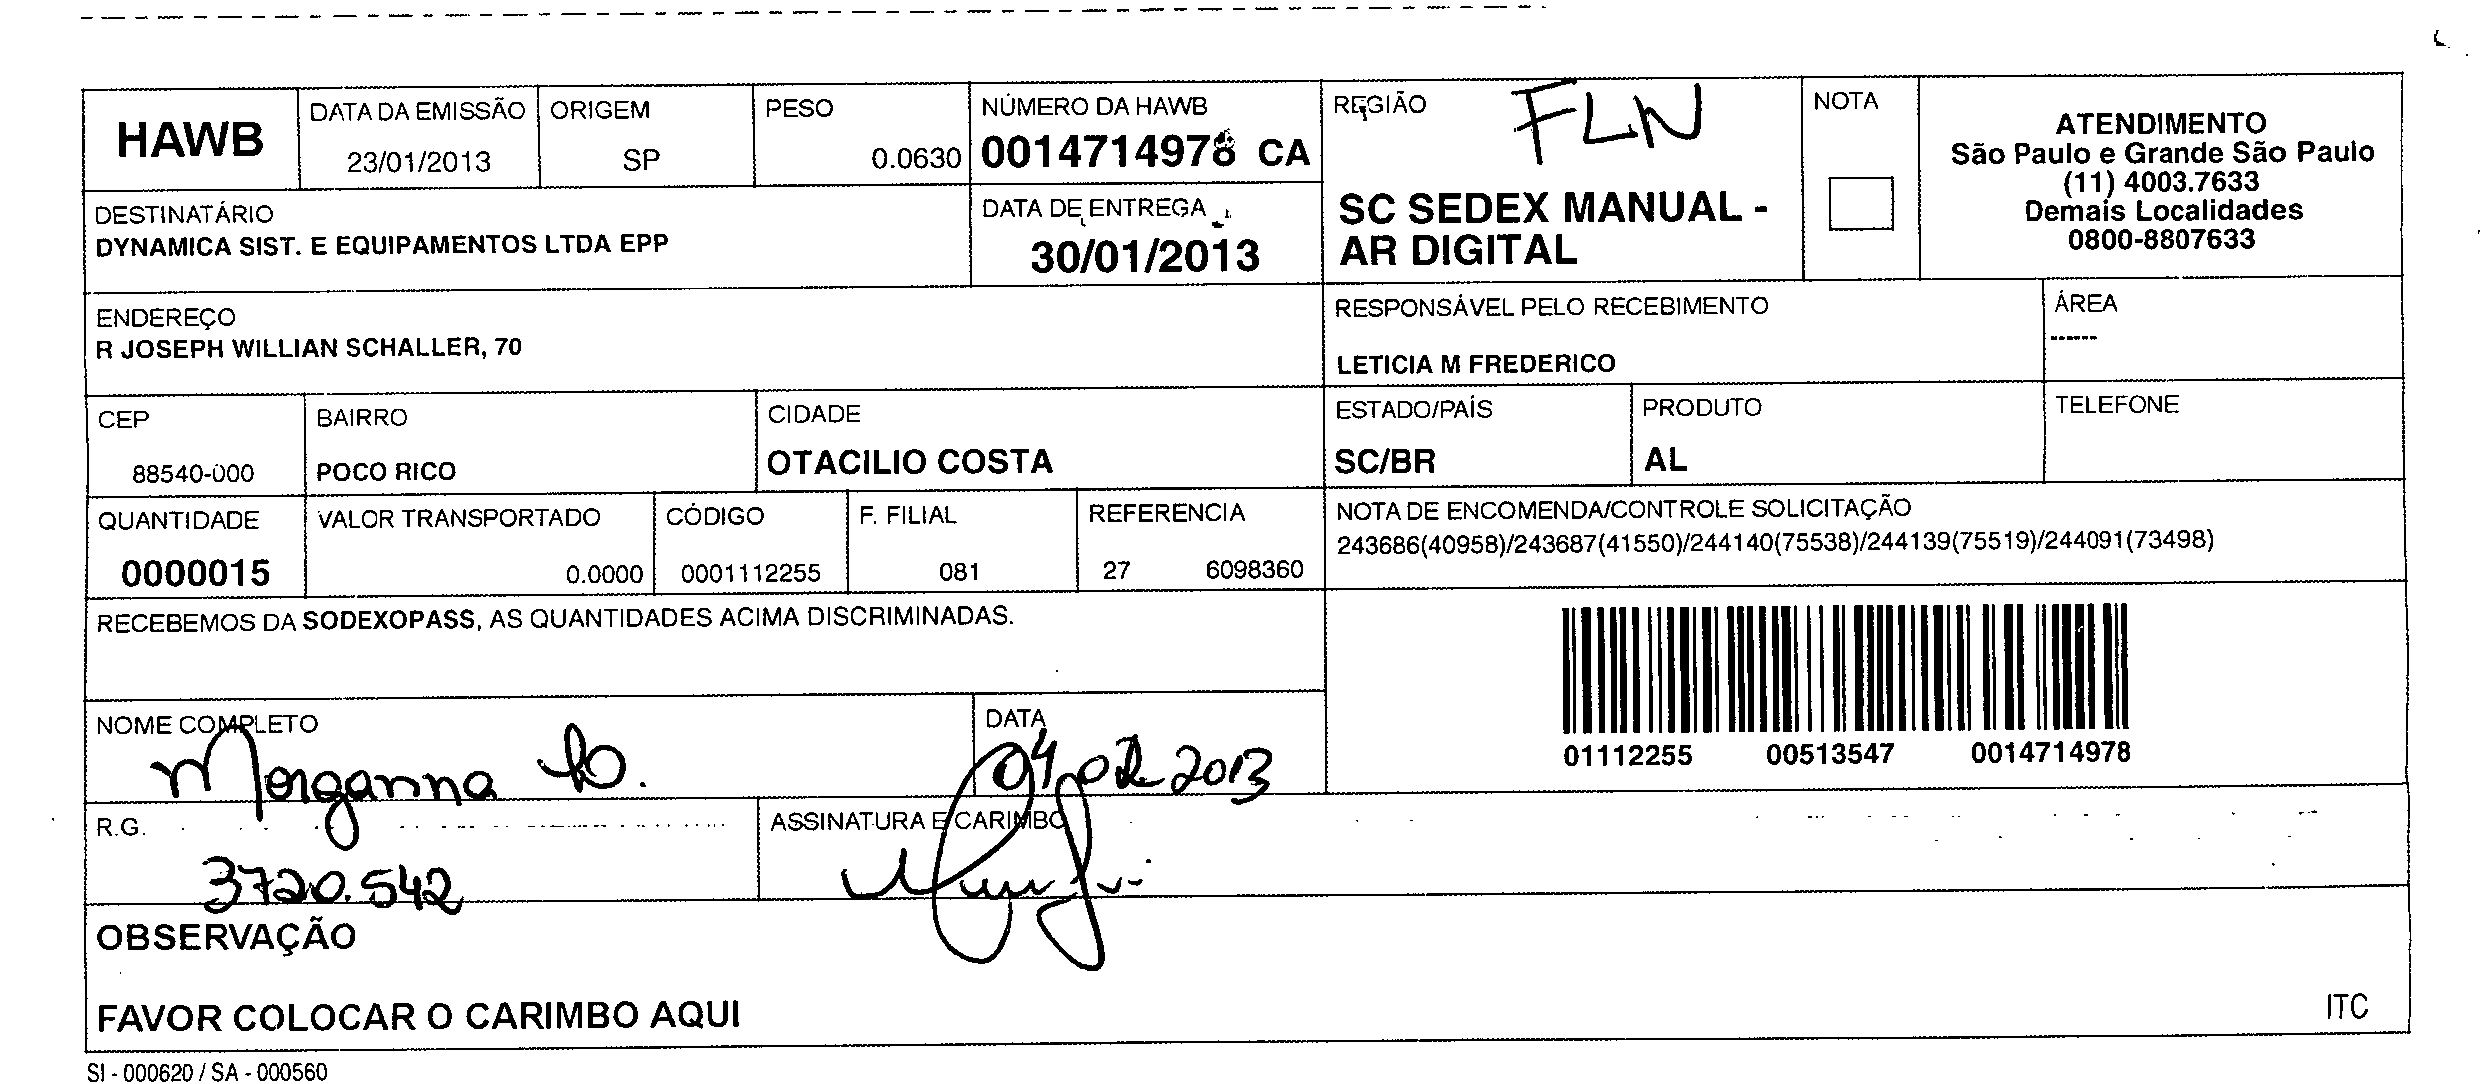 HAWB
DATA DA EMISSÃO
23/01/2013
ORIGEM
SP
PESO
0.0630
NÚMERO DA HAWB
0014714978 CA
REGIÃO
FLN
SC SEDEX MANUAL -
AR DIGITAL
NOTA
ATENDIMENTO
São Paulo e Grande São Paulo
(11) 4003.7633
Demais Localidades
0800-8807633
DESTINATÁRIO
DYNAMICA SIST. E EQUIPAMENTOS LTDA EPP
DATA DE ENTREGA
30/01/2013
ENDEREÇO
R JOSEPH WILLIAN SCHALLER, 70
RESPONSÁVEL PELO RECEBIMENTO
LETICIA M FREDERICO
ÁREA
------
CEP
88540-000
BAIRRO
POCO RICO
CIDADE
OTACILIO COSTA
ESTADO/PAÍS
SC/BR
PRODUTO
AL
TELEFONE
QUANTIDADE
0000015
VALOR TRANSPORTADO
0.0000
CÓDIGO
0001112255
F. FILIAL
081
REFERENCIA
27 6098360
NOTA DE ENCOMENDA/CONTROLE SOLICITAÇÃO
243686(40958)/243687(41550)/244140(75538)/244139(75519)/244091(73498)
RECEBEMOS DA SODEXOPASS, AS QUANTIDADES ACIMA DISCRIMINADAS.
01112255 00513547 0014714978
NOME COMPLETO
Morganna
DATA
04 02 2013
R.G.
3720.542
ASSINATURA E CARIMBO
OBSERVAÇÃO
FAVOR COLOCAR O CARIMBO AQUI
ITC
SI - 000620 / SA - 000560